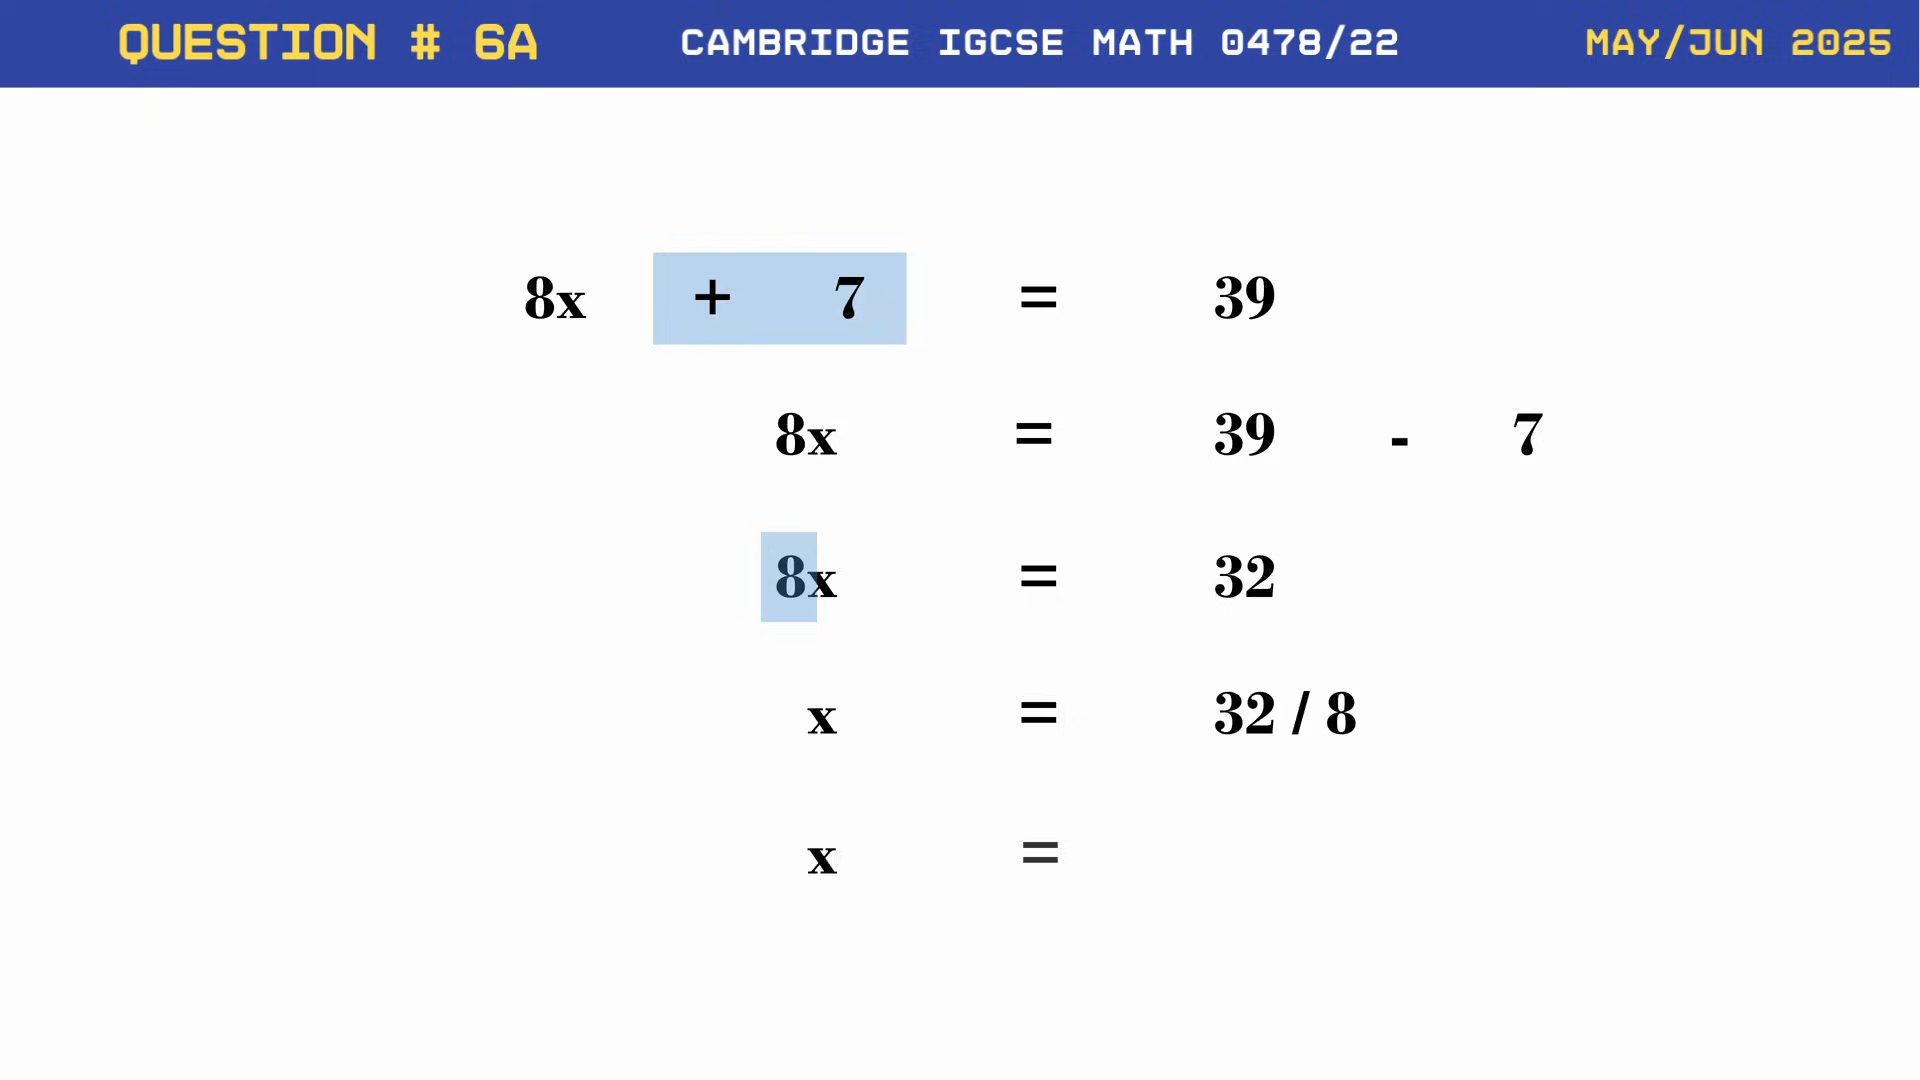 QUESTION # 6A CAMBRIDGE IGCSE MATH 0478/22 MAY/JUN 2025
8x + 7 = 39
8x = 39 - 7
8x = 32
x = 32 / 8
x =